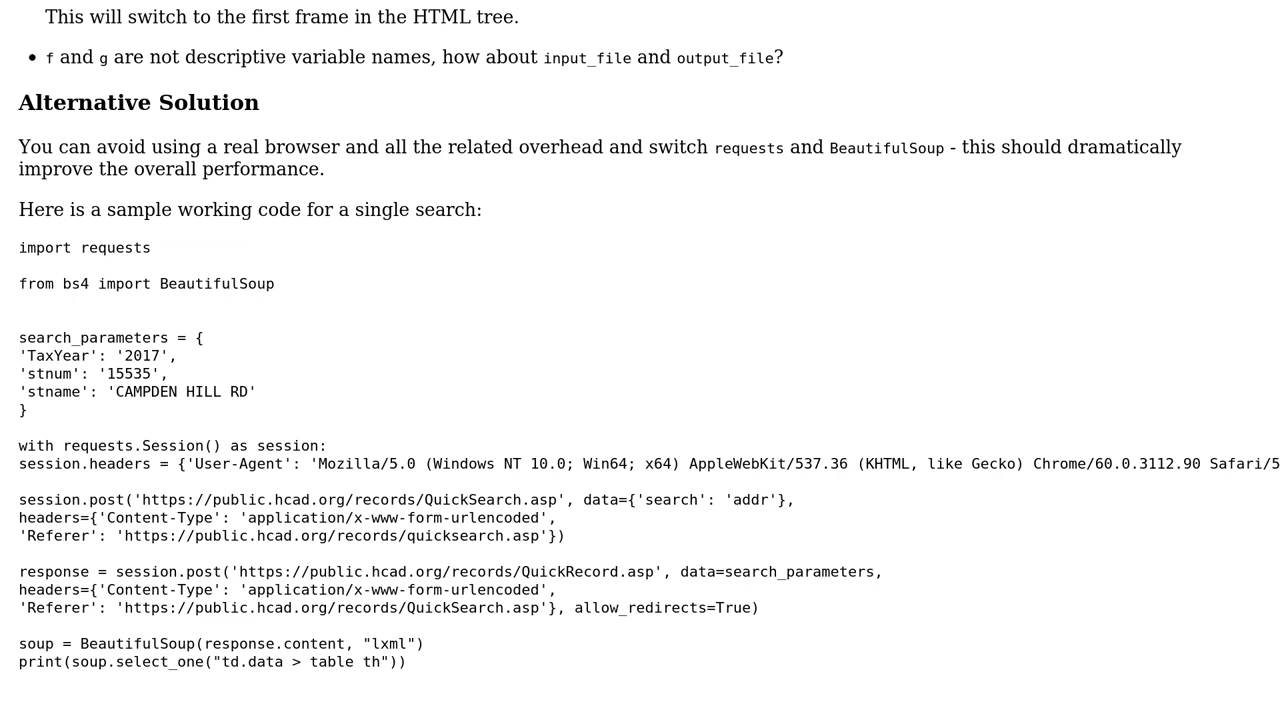 This will switch to the first frame in the HTML tree.
• f and g are not descriptive variable names, how about input_file and output_file?
Alternative Solution
You can avoid using a real browser and all the related overhead and switch requests and BeautifulSoup - this should dramatically
improve the overall performance.
Here is a sample working code for a single search:
import requests
from bs4 import BeautifulSoup
search_parameters = {
'TaxYear': '2017',
'stnum': '15535',
'stname': 'CAMPDEN HILL RD'
}
with requests.Session() as session:
session.headers = {'User-Agent': 'Mozilla/5.0 (Windows NT 10.0; Win64; x64) AppleWebKit/537.36 (KHTML, like Gecko) Chrome/60.0.3112.90 Safari/5
session.post('https://public.hcad.org/records/QuickSearch.asp', data={'search': 'addr'},
headers={'Content-Type': 'application/x-www-form-urlencoded',
'Referer': 'https://public.hcad.org/records/quicksearch.asp'})
response = session.post('https://public.hcad.org/records/QuickRecord.asp', data=search_parameters,
headers={'Content-Type': 'application/x-www-form-urlencoded',
'Referer': 'https://public.hcad.org/records/QuickSearch.asp'}, allow_redirects=True)
soup = BeautifulSoup(response.content, "lxml")
print(soup.select_one("td.data > table th"))